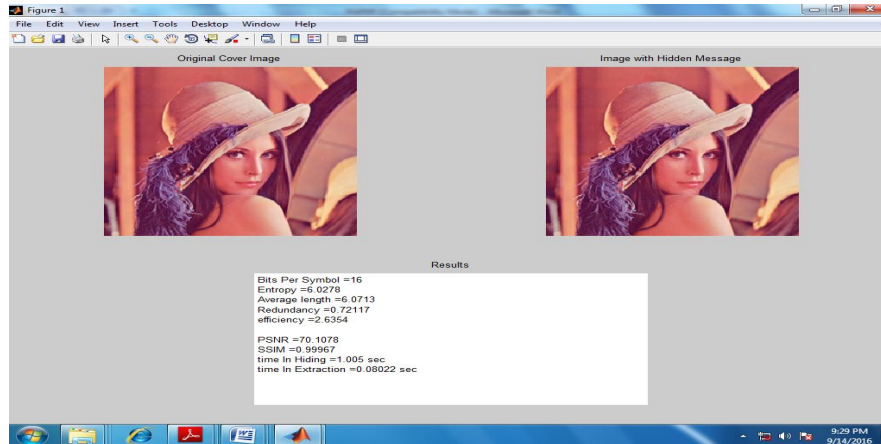 Figure 1
File Edit View Insert Tools Desktop Window Help
Original Cover Image
Image with Hidden Message
Results
Bits Per Symbol =16
Entropy =6.0278
Average length =6.0713
Redundancy =0.72117
efficiency =2.6354
PSNR =70.1078
SSIM =0.99967
time In Hiding =1.005 sec
time In Extraction =0.08022 sec
9:29 PM
9/14/2016